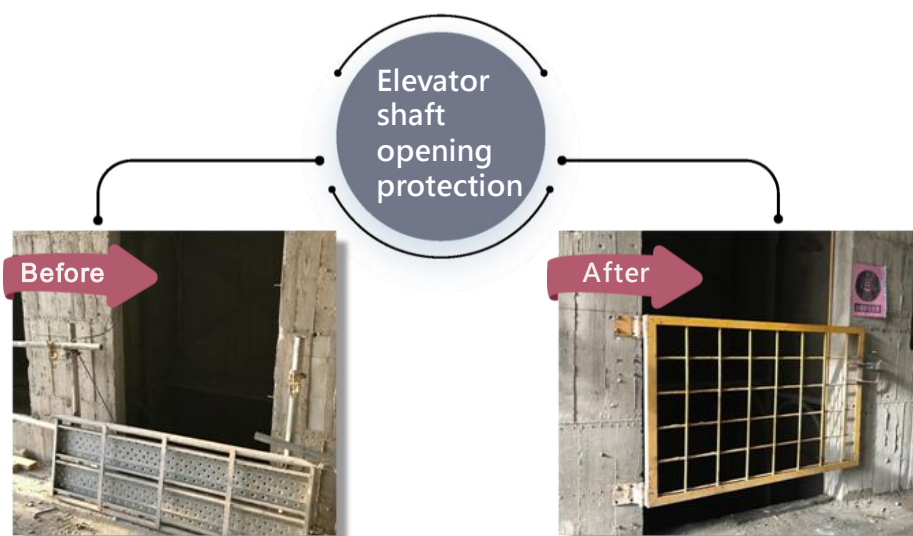 Elevator
shaft
opening
protection
Before
After